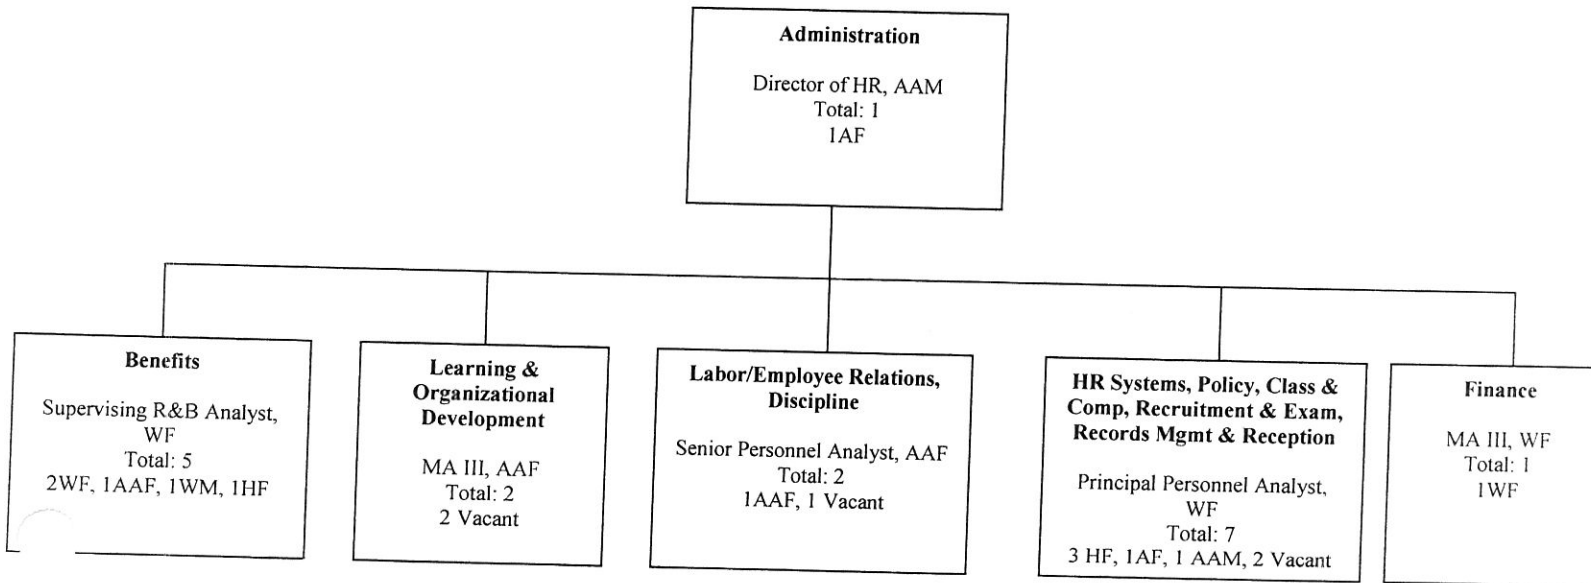 Administration
Director of HR, AAM
Total: 1
1AF
Benefits
Supervising R&B Analyst,
WF
Total: 5
2WF, 1AAF, 1WM, 1HF
Learning &
Organizational
Development
MA III, AAF
Total: 2
2 Vacant
Labor/Employee Relations,
Discipline
Senior Personnel Analyst, AAF
Total: 2
1AAF, 1 Vacant
HR Systems, Policy, Class &
Comp, Recruitment & Exam,
Records Mgmt & Reception
Principal Personnel Analyst,
WF
Total: 7
3 HF, 1AF, 1 AAM, 2 Vacant
Finance
MA III, WF
Total: 1
1WF